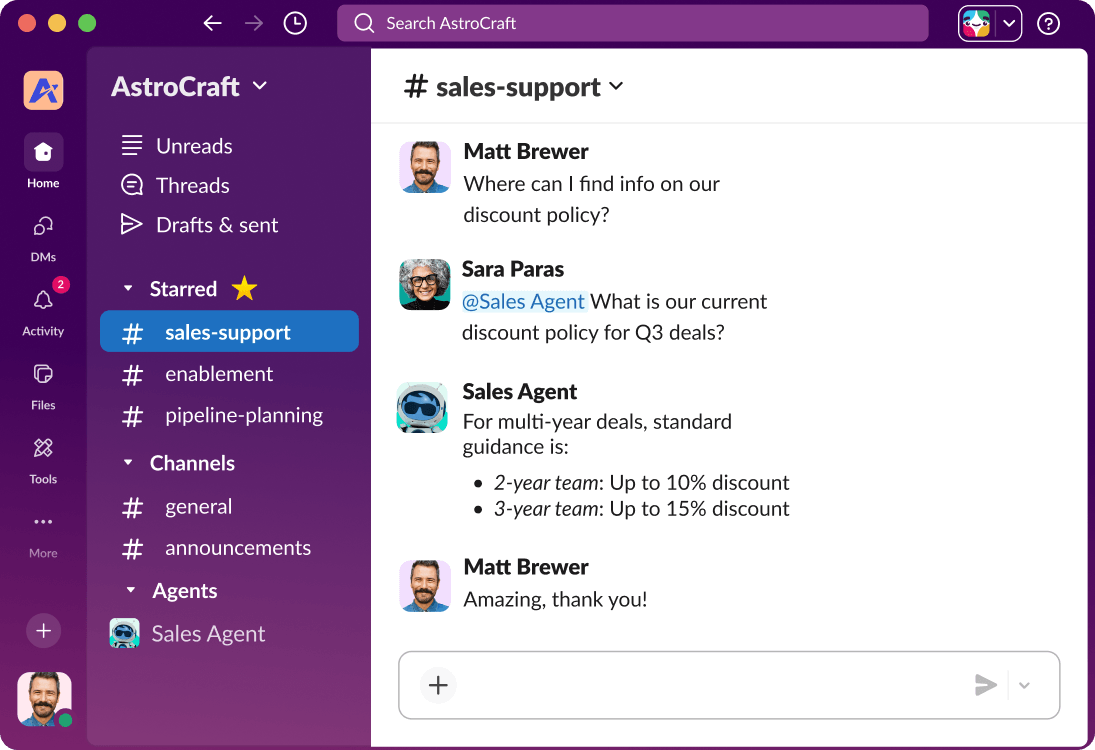 Search AstroCraft
Home
DMs
2
Activity
Files
Tools
More
AstroCraft
Unreads
Threads
Drafts & sent
Starred
# sales-support
# enablement
# pipeline-planning
Channels
# general
# announcements
Agents
Sales Agent
# sales-support
Matt Brewer
Where can I find info on our
discount policy?
Sara Paras
@Sales Agent What is our current
discount policy for Q3 deals?
Sales Agent
For multi-year deals, standard
guidance is:
• 2-year team: Up to 10% discount
• 3-year team: Up to 15% discount
Matt Brewer
Amazing, thank you!